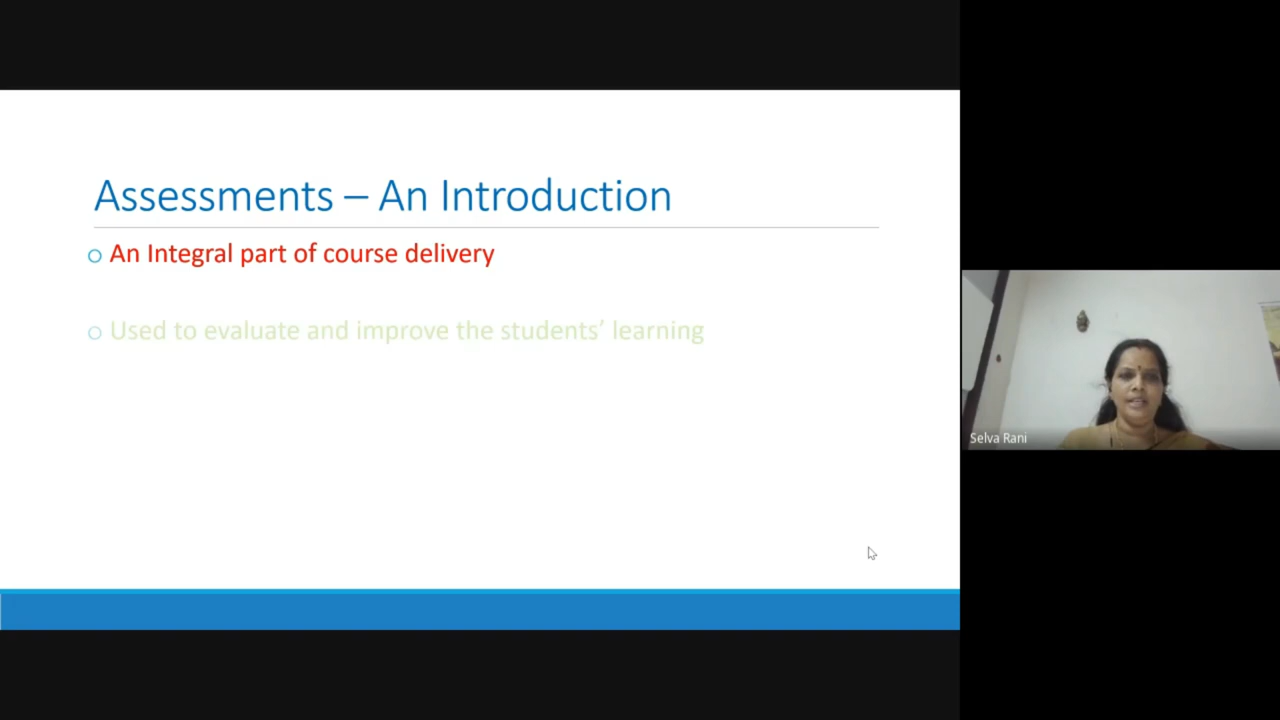 Assessments – An Introduction
o An Integral part of course delivery
o Used to evaluate and improve the students’ learning
Selva Rani